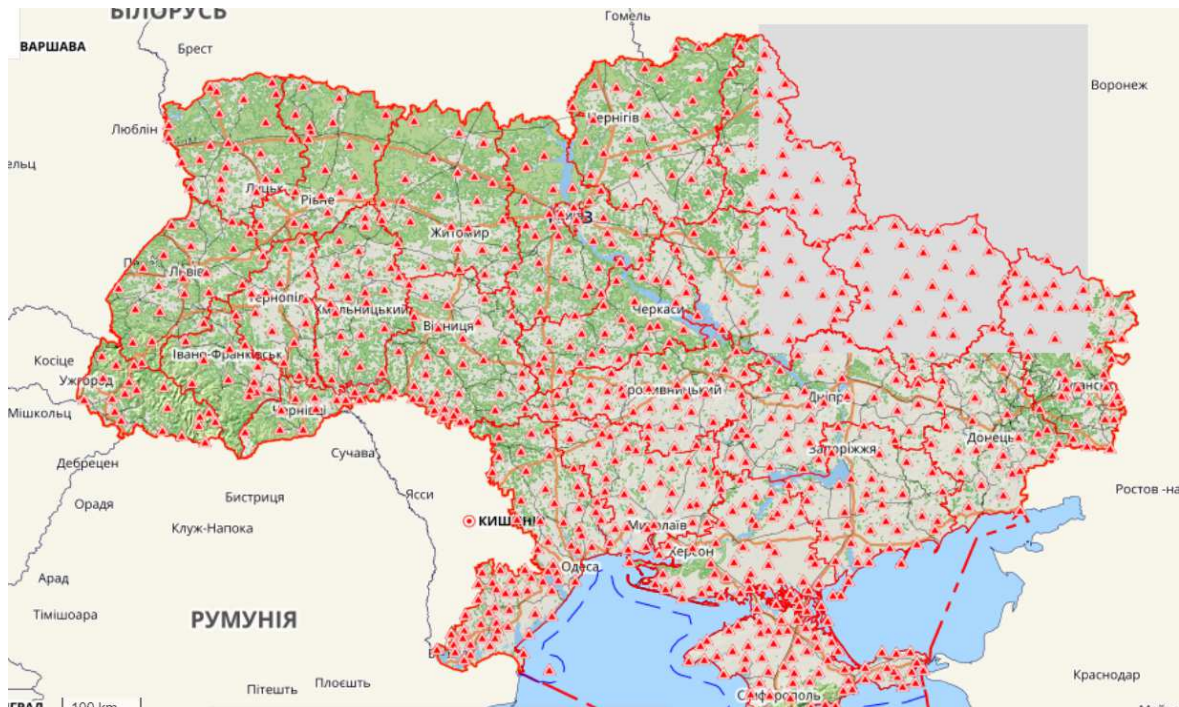 БІЛОРУСЬ
Гомель
ВАРШАВА
Брест
Воронеж
Люблін
Чернігів
ельц
Луцьк
Рівне
Житомир
Львів
Тернопіль
Хмельницький
Черкаси
Вінниця
Косіце
Івано-Франківськ
Ужгород
Мішкольц
Дніпро
Чернівці
Донецьк
Сучава
Запоріжжя
Дебрецен
Ростов -на
Бистриця
Ясси
Орадя
Клуж-Напока
КИШ
Миколаїв
Херсон
Одеса
Арад
Тімішоара
РУМУНІЯ
Краснодар
Плоєшть
Пітешть
Сімферополь
100 km